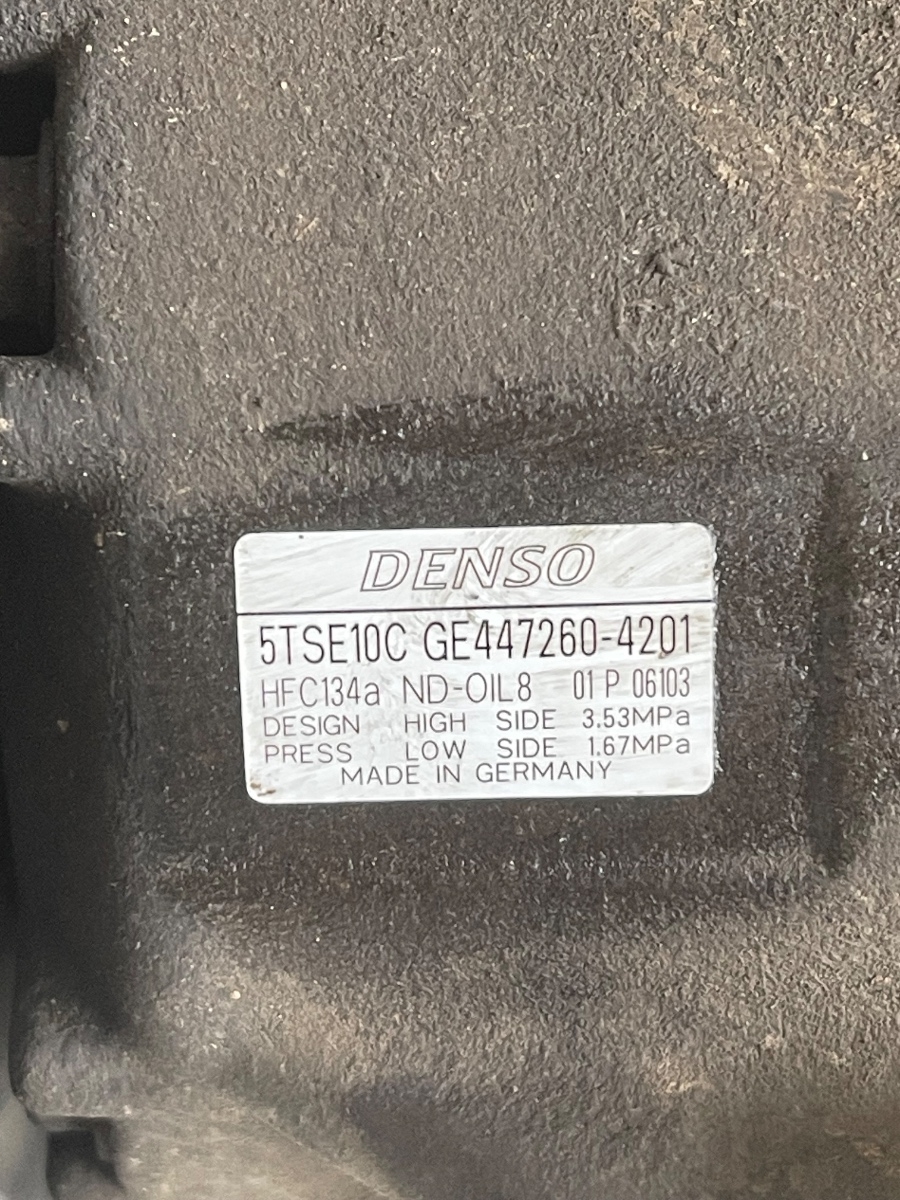 DENSO
5TSE10C GE447260-4201
HFC134a ND-OIL8 01 P 06103
DESIGN HIGH SIDE 3.53MPa
PRESS LOW SIDE 1.67MPa
MADE IN GERMANY